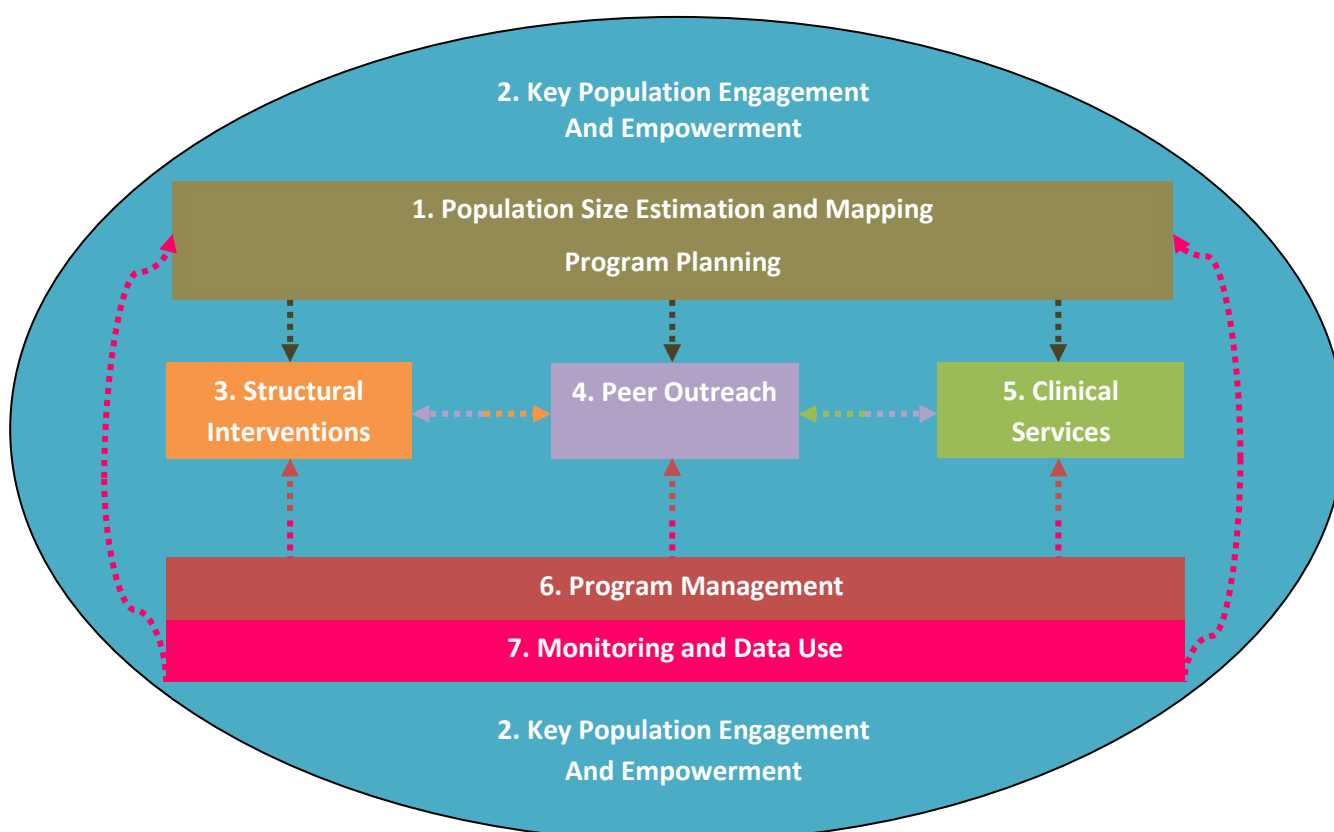 2. Key Population Engagement
And Empowerment
1. Population Size Estimation and Mapping
Program Planning
3. Structural
Interventions
4. Peer Outreach
5. Clinical
Services
6. Program Management
7. Monitoring and Data Use
2. Key Population Engagement
And Empowerment